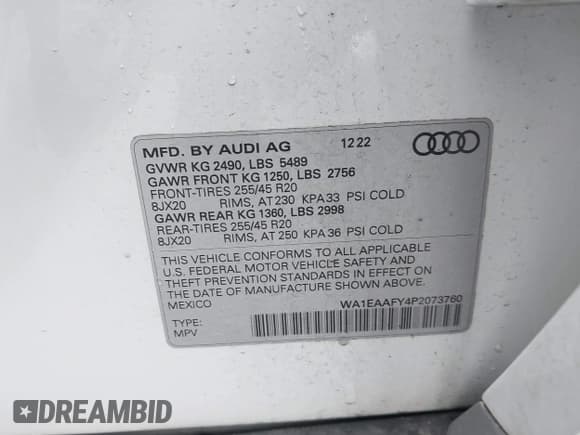 MFD. BY AUDI AG 12 22
GVWR KG 2490, LBS 5489
GAWR FRONT KG 1250, LBS 2756
FRONT-TIRES 255/45 R20
8JX20 RIMS, AT 230 KPA 33 PSI COLD
GAWR REAR KG 1360, LBS 2998
REAR-TIRES 255/45 R20
8JX20 RIMS, AT 250 KPA 36 PSI COLD
THIS VEHICLE CONFORMS TO ALL APPLICABLE
U.S. FEDERAL MOTOR VEHICLE SAFETY AND
THEFT PREVENTION STANDARDS IN EFFECT ON
THE DATE OF MANUFACTURE SHOWN ABOVE.
MEXICO
WA1EAAFY4P2073760
TYPE:
MPV
DREAMBID